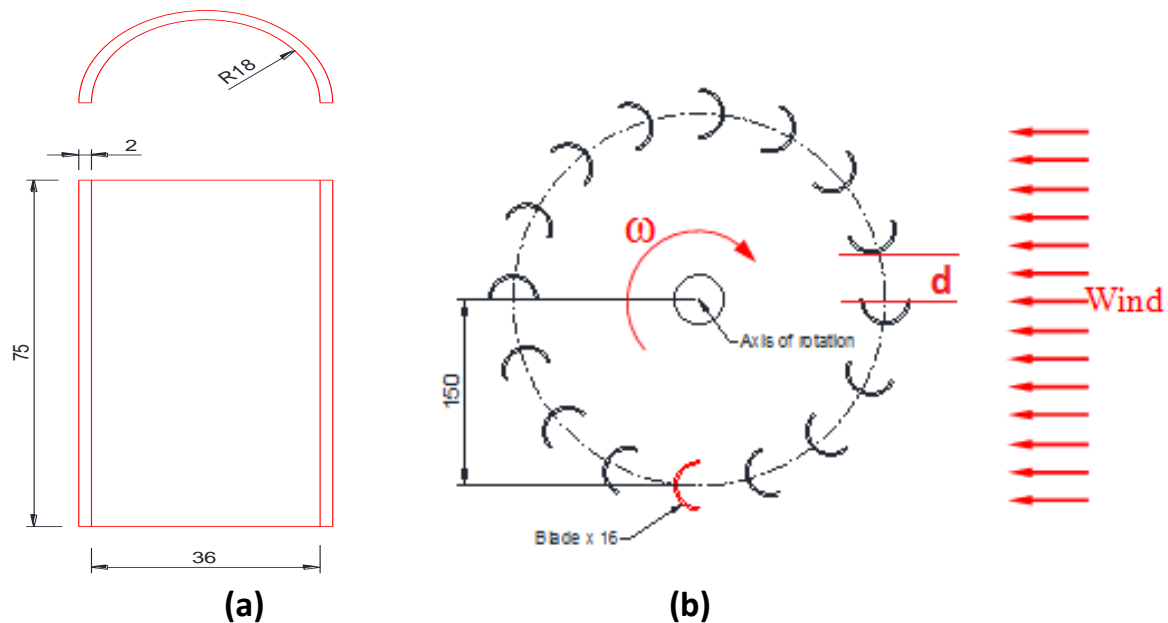 R18
2
75
36
(a)
ω
d
Wind
Axis of rotation
150
Blade x 16
(b)